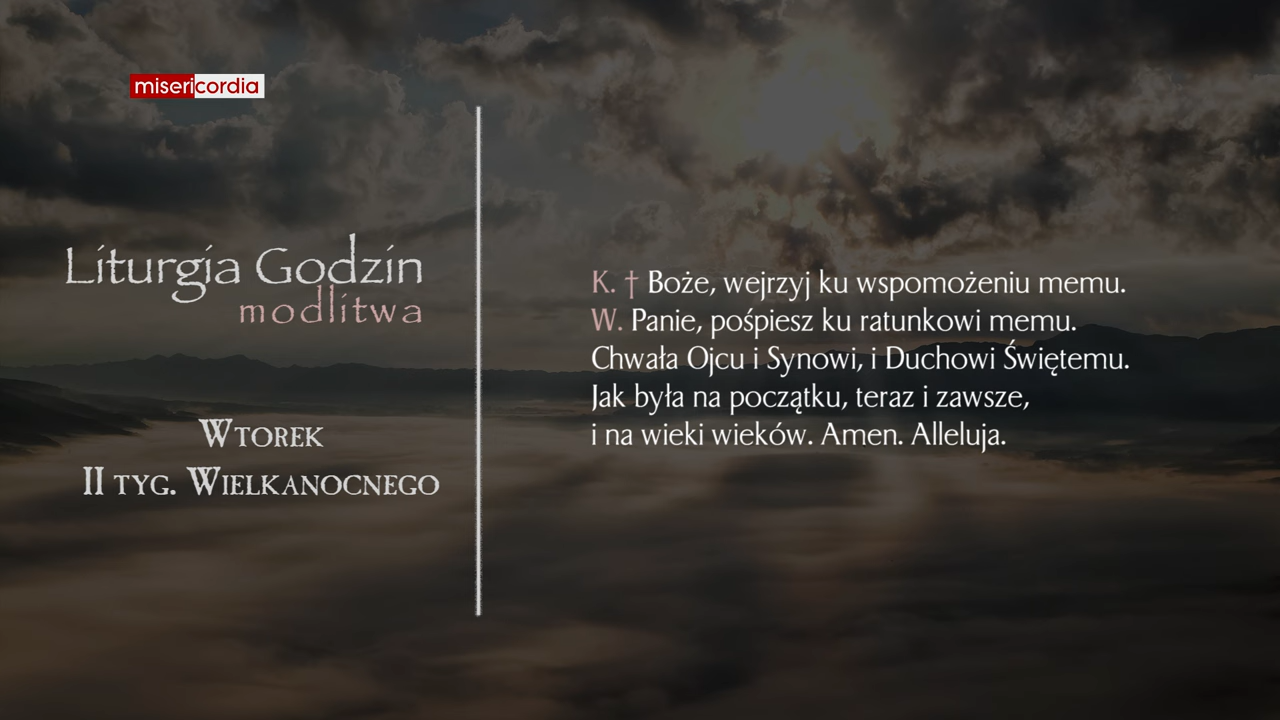 misericordia
Liturgia Godzin
modlitwa
Wtorek
II tyg. Wielkanocnego
K. † Boże, wejrzyj ku wspomożeniu memu.
W. Panie, pośpiesz ku ratunkowi memu.
Chwała Ojcu i Synowi, i Duchowi Świętemu.
Jak była na początku, teraz i zawsze,
i na wieki wieków. Amen. Alleluja.